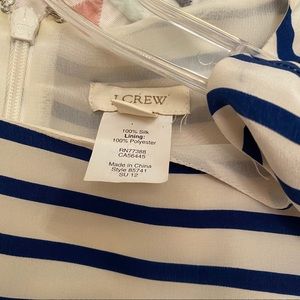 J.CREW
100% Silk
Lining:
100% Polyester
RN77388
CA56445
Made in China
Style 85741
SU 12